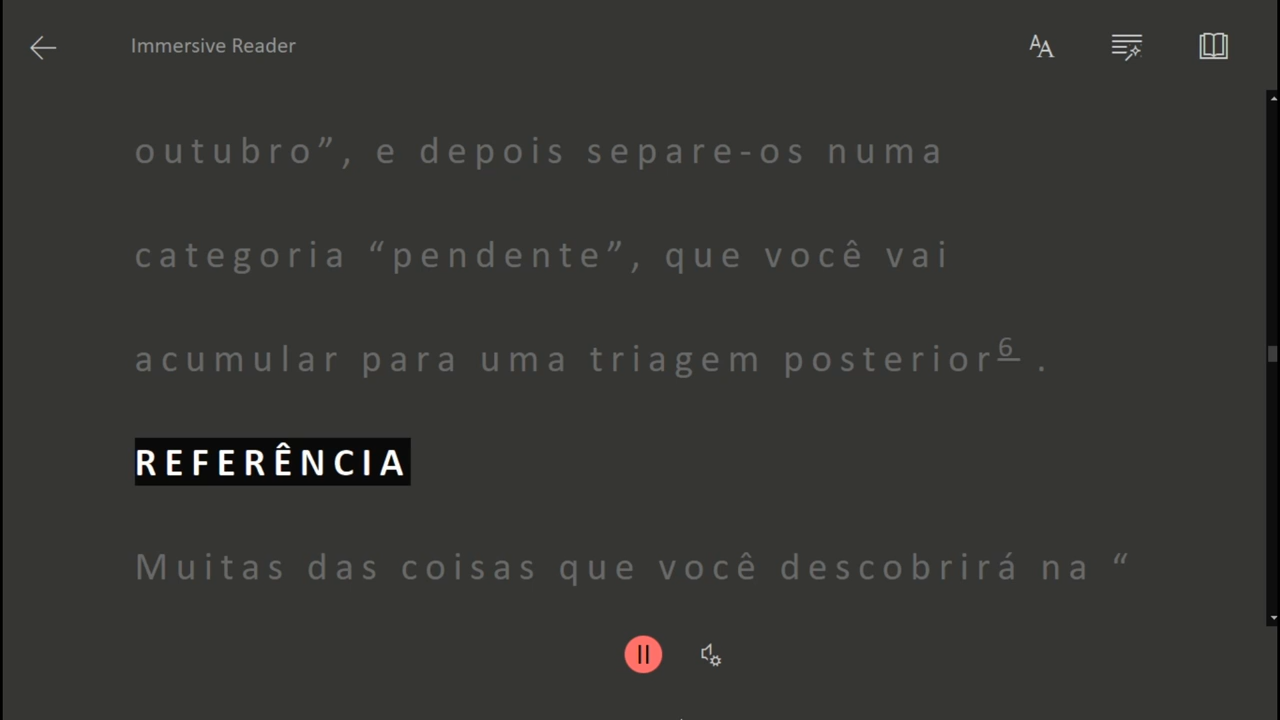 Immersive Reader
outubro”, e depois separe-os numa
categoria “pendente”, que você vai
acumular para uma triagem posterior6 .
REFERÊNCIA
Muitas das coisas que você descobrirá na “